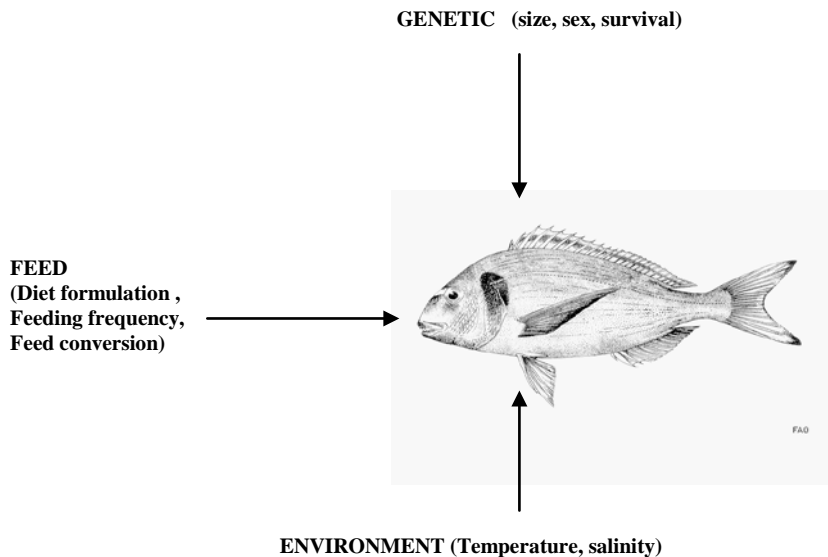 GENETIC (size, sex, survival)
FEED
(Diet formulation ,
Feeding frequency,
Feed conversion)
FAO
ENVIRONMENT (Temperature, salinity)